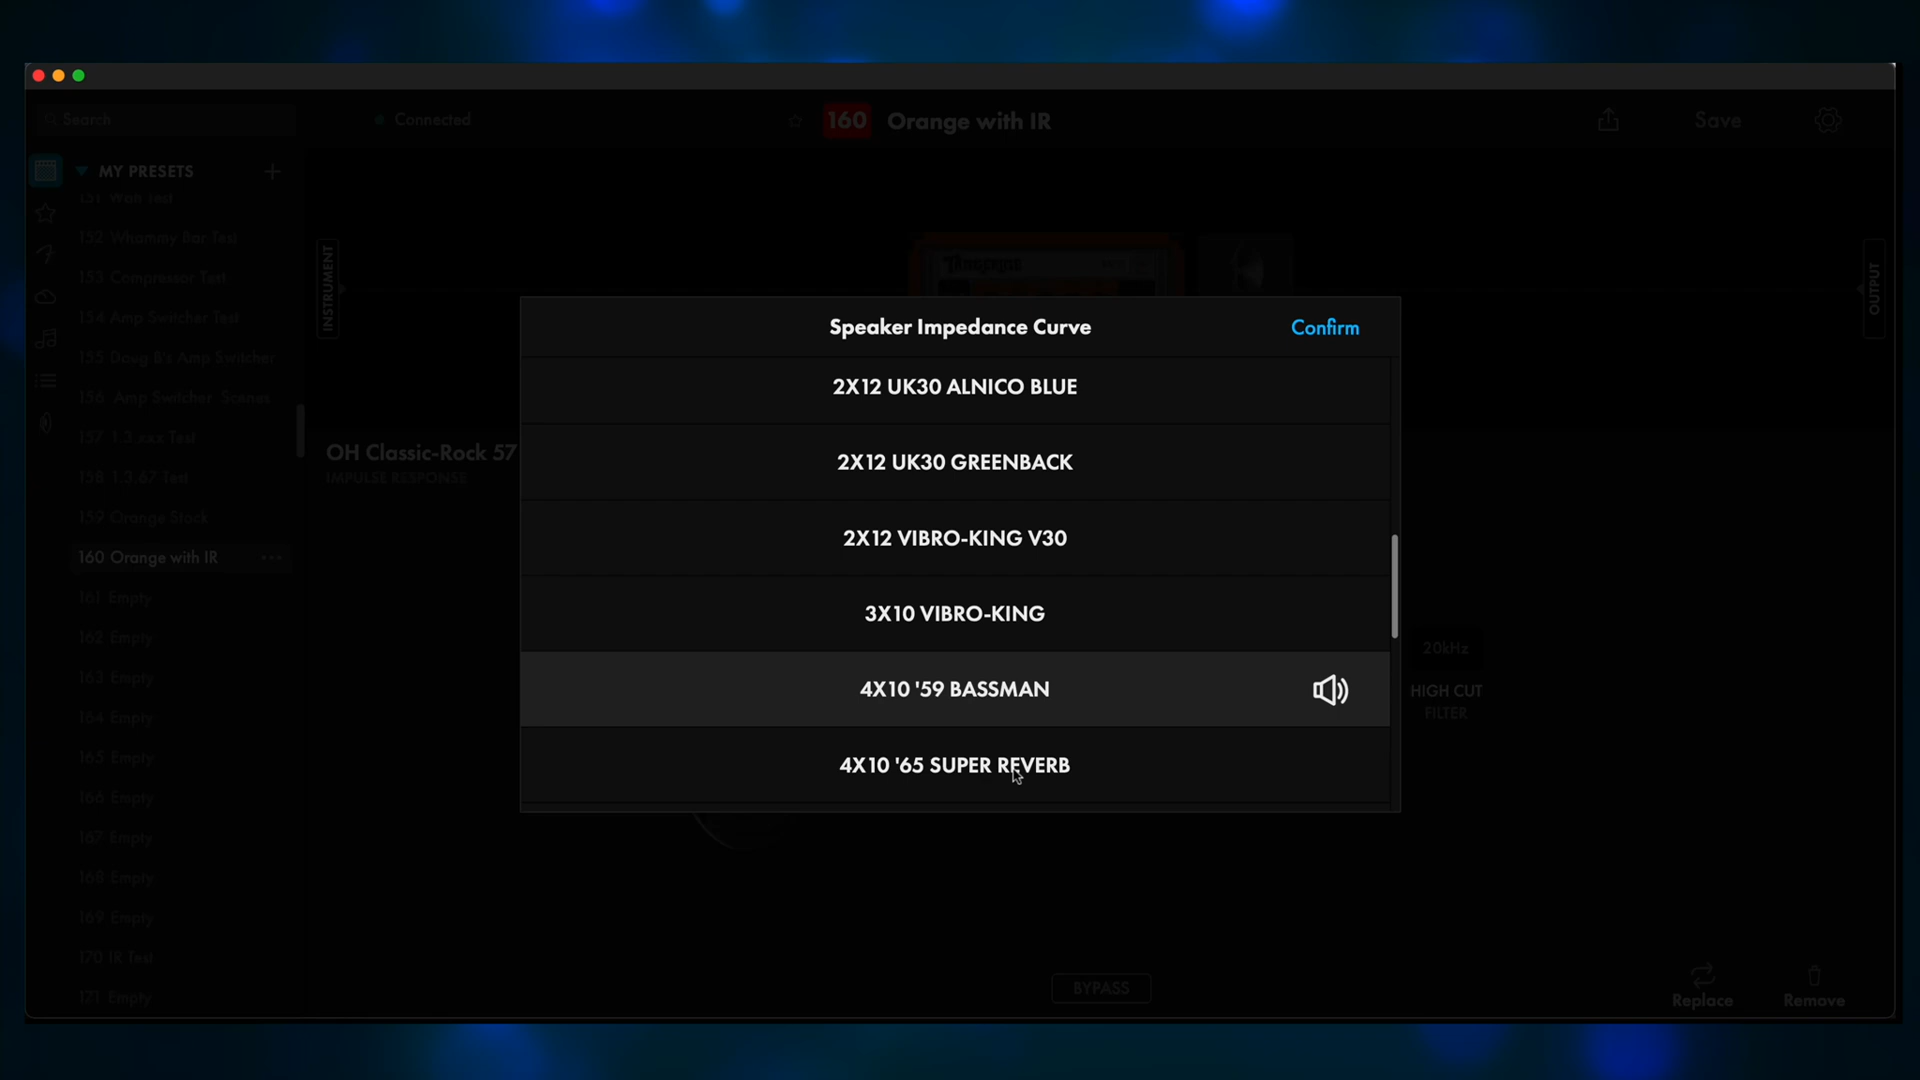 Search
Connected
160
Orange with IR
Save
MY PRESETS
151 Wah Test
152 Whammy Bar Test
153 Compressor Test
154 Amp Switcher Test
155 Doug B's Amp Switcher
156 Amp Switcher Scenes
157 1.3.xxx Test
158 1.3.67 Test
159 Orange Stock
160 Orange with IR
161 Empty
162 Empty
163 Empty
164 Empty
165 Empty
166 Empty
167 Empty
168 Empty
169 Empty
170 IR Test
171 Empty
INSTRUMENT
OUTPUT
OH Classic-Rock 57
IMPULSE RESPONSE
Speaker Impedance Curve
Confirm
2X12 UK30 ALNICO BLUE
2X12 UK30 GREENBACK
2X12 VIBRO-KING V30
3X10 VIBRO-KING
4X10 '59 BASSMAN
4X10 '65 SUPER REVERB
20kHz
HIGH CUT
FILTER
BYPASS
Replace
Remove